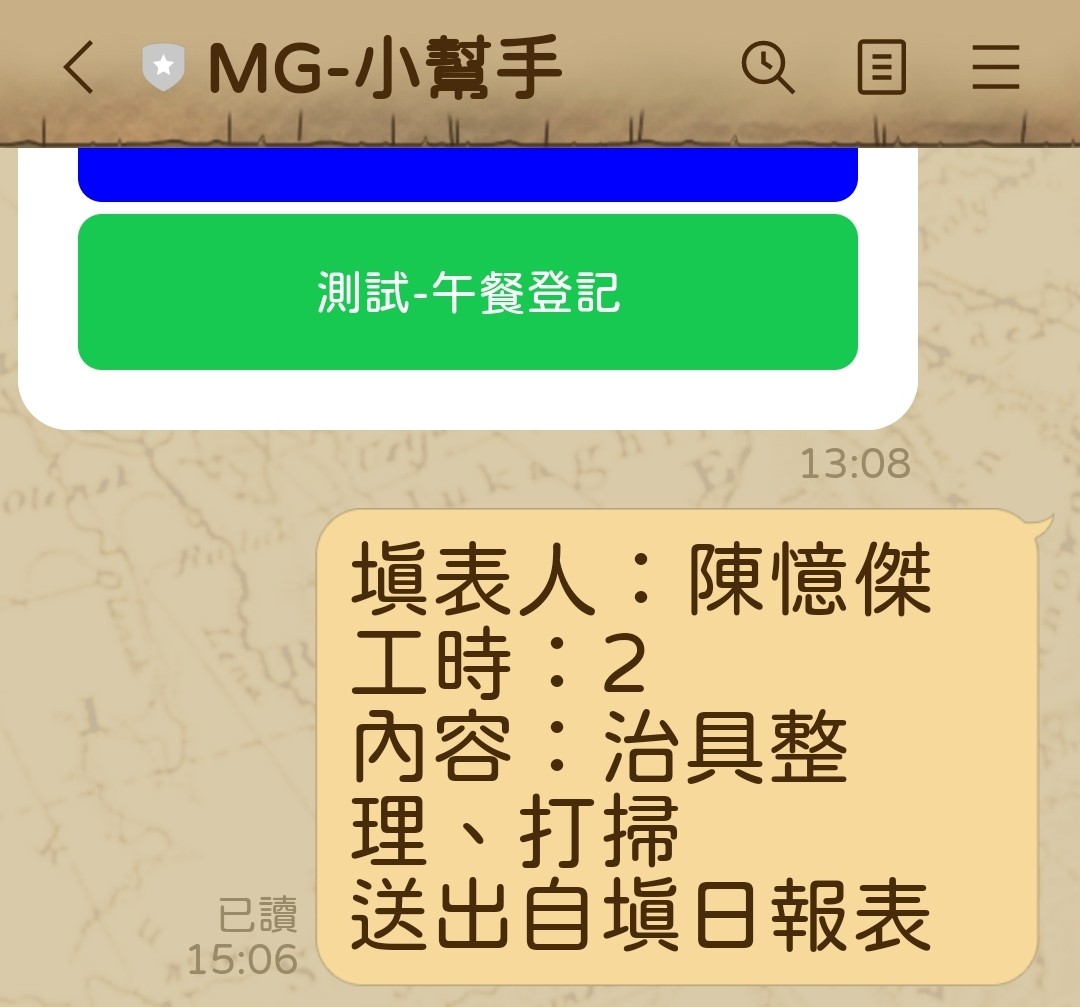 MG-小幫手
測試-午餐登記
13:08
填表人：陳憶傑
工時：2
內容：治具整
理、打掃
送出自填日報表
已讀
15:06